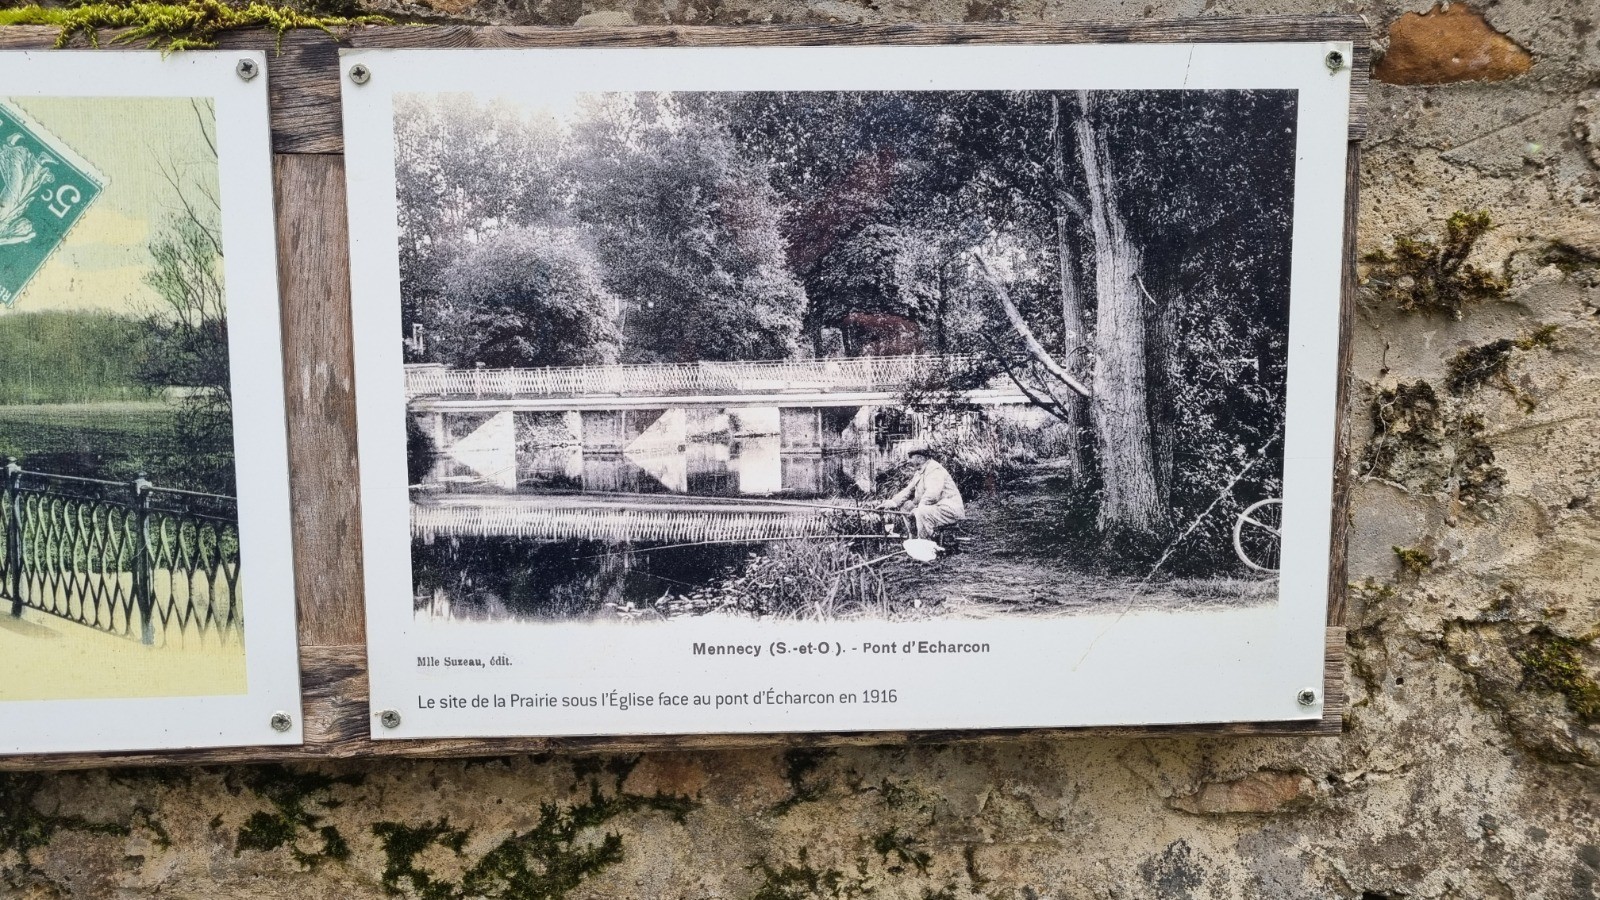 5c
Mennecy (S.-et-O.). - Pont d'Echarcon
Mlle Suzeau, édit.
Le site de la Prairie sous l'Église face au pont d'Écharcon en 1916